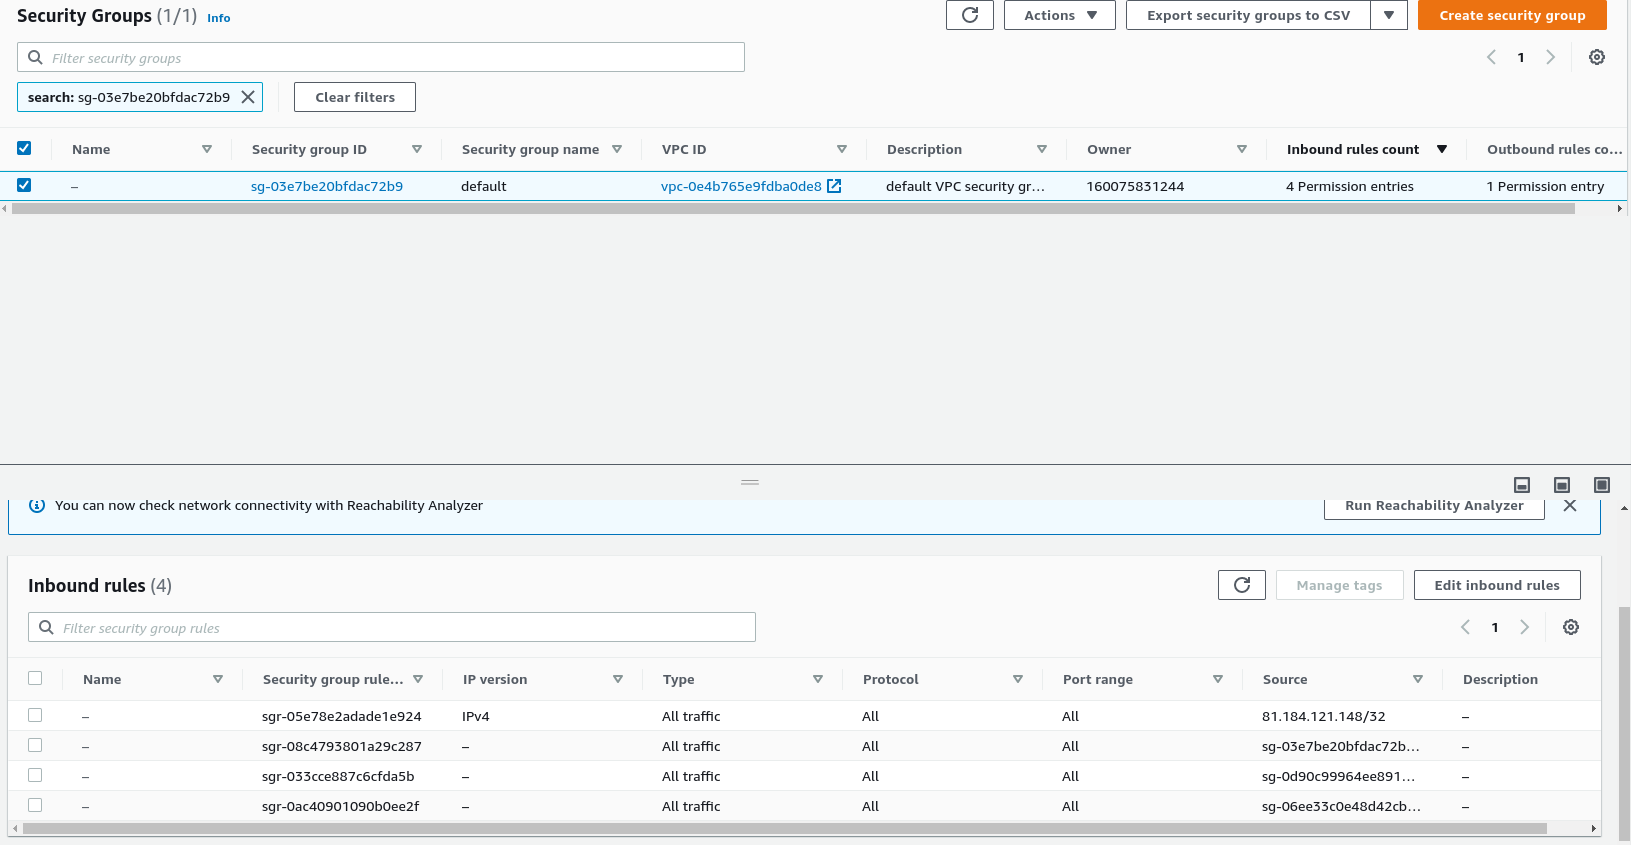 Security Groups (1/1) Info
Actions Export security groups to CSV Create security group
Filter security groups
1
search: sg-03e7be20bfdac72b9 Clear filters
Name Security group ID Security group name VPC ID Description Owner Inbound rules count Outbound rules co...
– sg-03e7be20bfdac72b9 default vpc-0e4b765e9fdba0de8 default VPC security gr... 160075831244 4 Permission entries 1 Permission entry
You can now check network connectivity with Reachability Analyzer Run Reachability Analyzer
Inbound rules (4) Manage tags Edit inbound rules
Filter security group rules
1
Name Security group rule... IP version Type Protocol Port range Source Description
– sgr-05e78e2adade1e924 IPv4 All traffic All All 81.184.121.148/32 –
– sgr-08c4793801a29c287 – All traffic All All sg-03e7be20bfdac72b... –
– sgr-033cce887c6cfda5b – All traffic All All sg-0d90c99964ee891... –
– sgr-0ac40901090b0ee2f – All traffic All All sg-06ee33c0e48d42cb... –